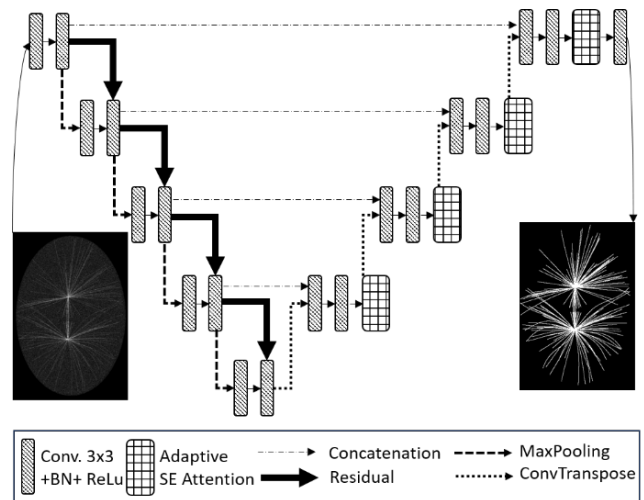 Conv. 3x3
+BN+ ReLu
Adaptive
SE Attention
Concatenation
Residual
MaxPooling
ConvTranspose